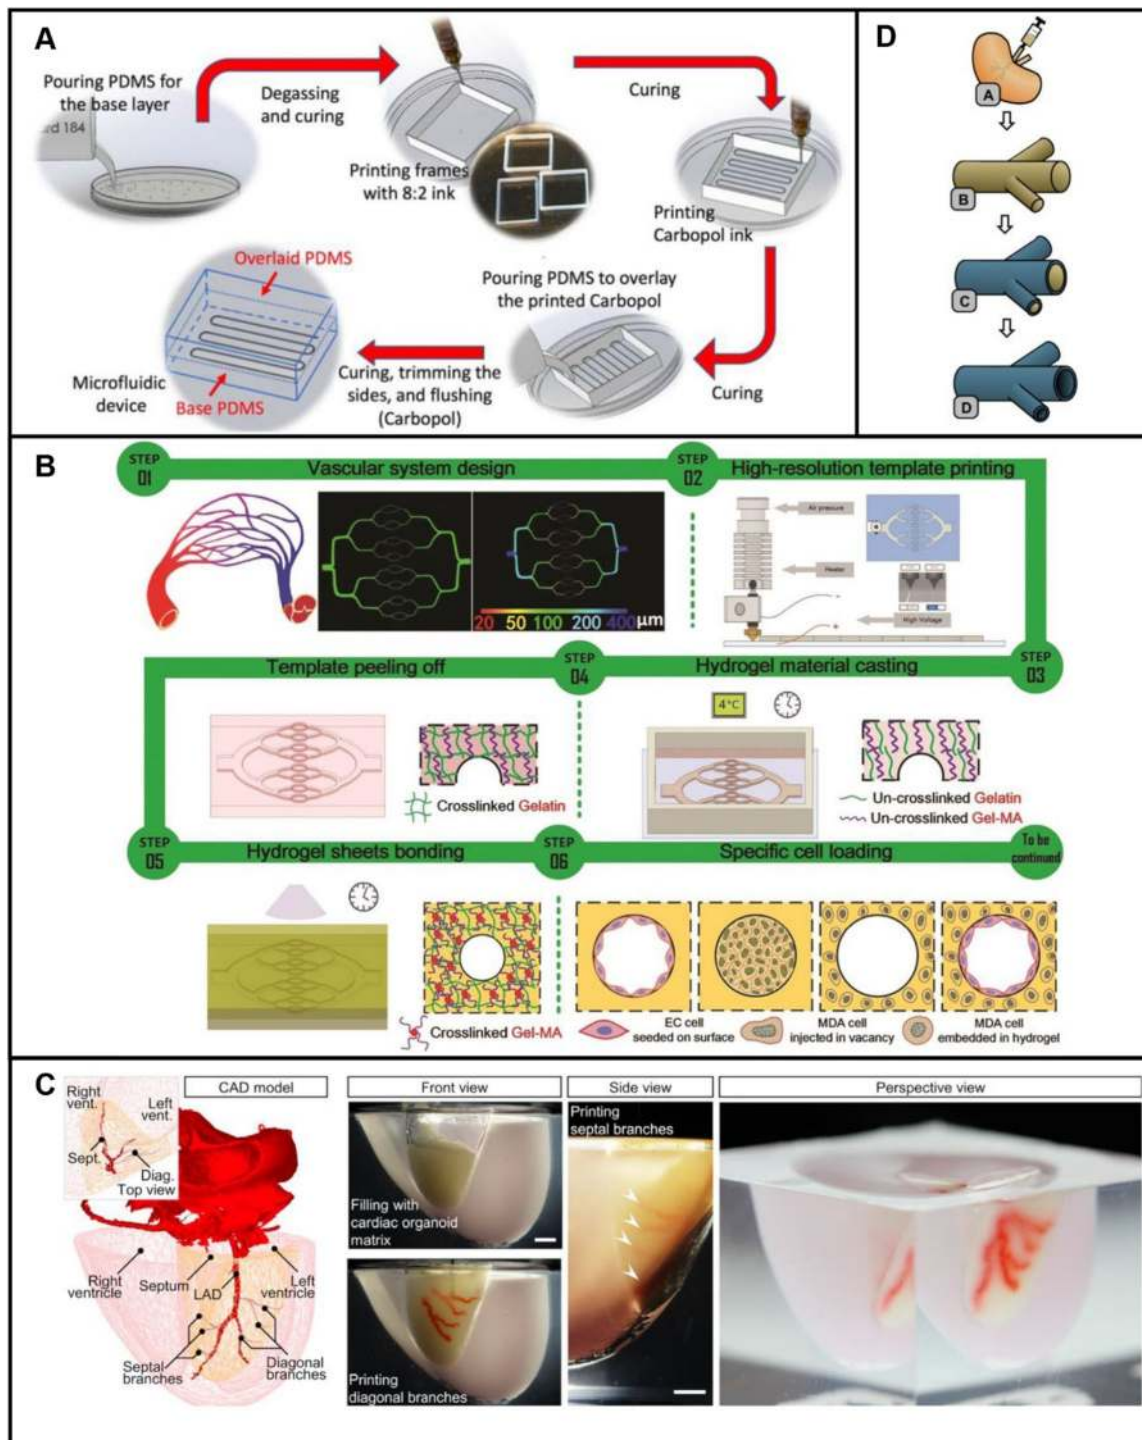 A
Pouring PDMS for
the base layer
rd 184
Degassing
and curing
Printing frames
with 8:2 ink
Curing
Printing
Carbopol ink
Curing
Pouring PDMS to overlay
the printed Carbopol
Curing, trimming the
sides, and flushing
(Carbopol)
Overlaid PDMS
Base PDMS
Microfluidic
device
D
A
B
C
D
B
STEP
01
Vascular system design
STEP
02
High-resolution template printing
20 50 100 200 400 μm
Air pressure
Heater
High Voltage
STEP
03
Hydrogel material casting
4°C
Un-crosslinked Gelatin
Un-crosslinked Gel-MA
STEP
04
Template peeling off
Crosslinked Gelatin
STEP
05
Hydrogel sheets bonding
Crosslinked Gel-MA
STEP
06
Specific cell loading
To be
continued
EC cell
seeded on surface
MDA cell
injected in vacancy
MDA cell
embedded in hydrogel
C
CAD model
Right
vent.
Left
vent.
Sept.
Diag.
Top view
Right
ventricle
Septum
LAD
Left
ventricle
Septal
branches
Diagonal
branches
Front view
Filling with
cardiac organoid
matrix
Printing
diagonal branches
Side view
Printing
septal branches
Perspective view